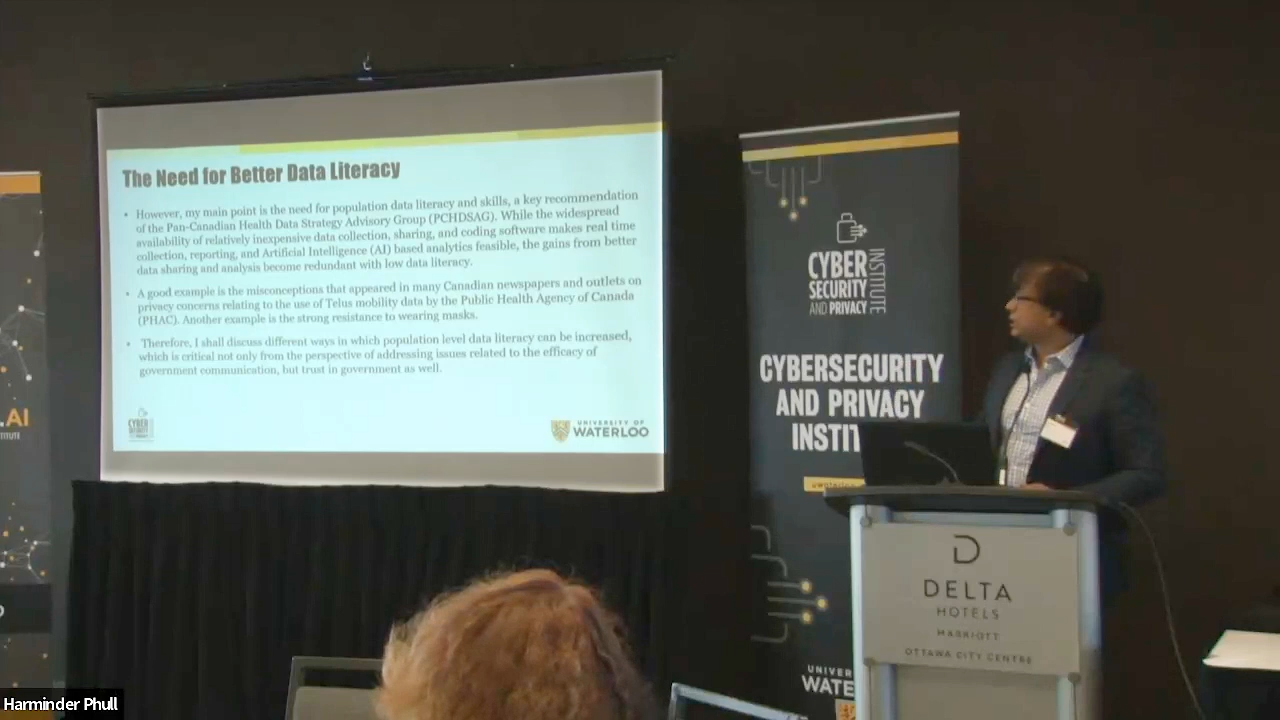 The Need for Better Data Literacy
However, my main point is the need for population data literacy and skills, a key recommendation
of the Pan-Canadian Health Data Strategy Advisory Group (PCHDSAG). While the widespread
availability of relatively inexpensive data collection, sharing, and coding software makes real time
collection, reporting, and Artificial Intelligence (AI) based analytics feasible, the gains from better
data sharing and analysis become redundant with low data literacy.
A good example is the misconceptions that appeared in many Canadian newspapers and outlets on
privacy concerns relating to the use of Telus mobility data by the Public Health Agency of Canada
(PHAC). Another example is the strong resistance to wearing masks.
Therefore, I shall discuss different ways in which population level data literacy can be increased,
which is critical not only from the perspective of addressing issues related to the efficacy of
government communication, but trust in government as well.
UNIVERSITY OF
WATERLOO
.AI
CYBER
SECURITY
AND PRIVACY
INSTITUTE
CYBERSECURITY
AND PRIVACY
INSTIT
UNIVER
WATE
D
DELTA
HOTELS
MARRIOTT
OTTAWA CITY CENTRE
Harminder Phull